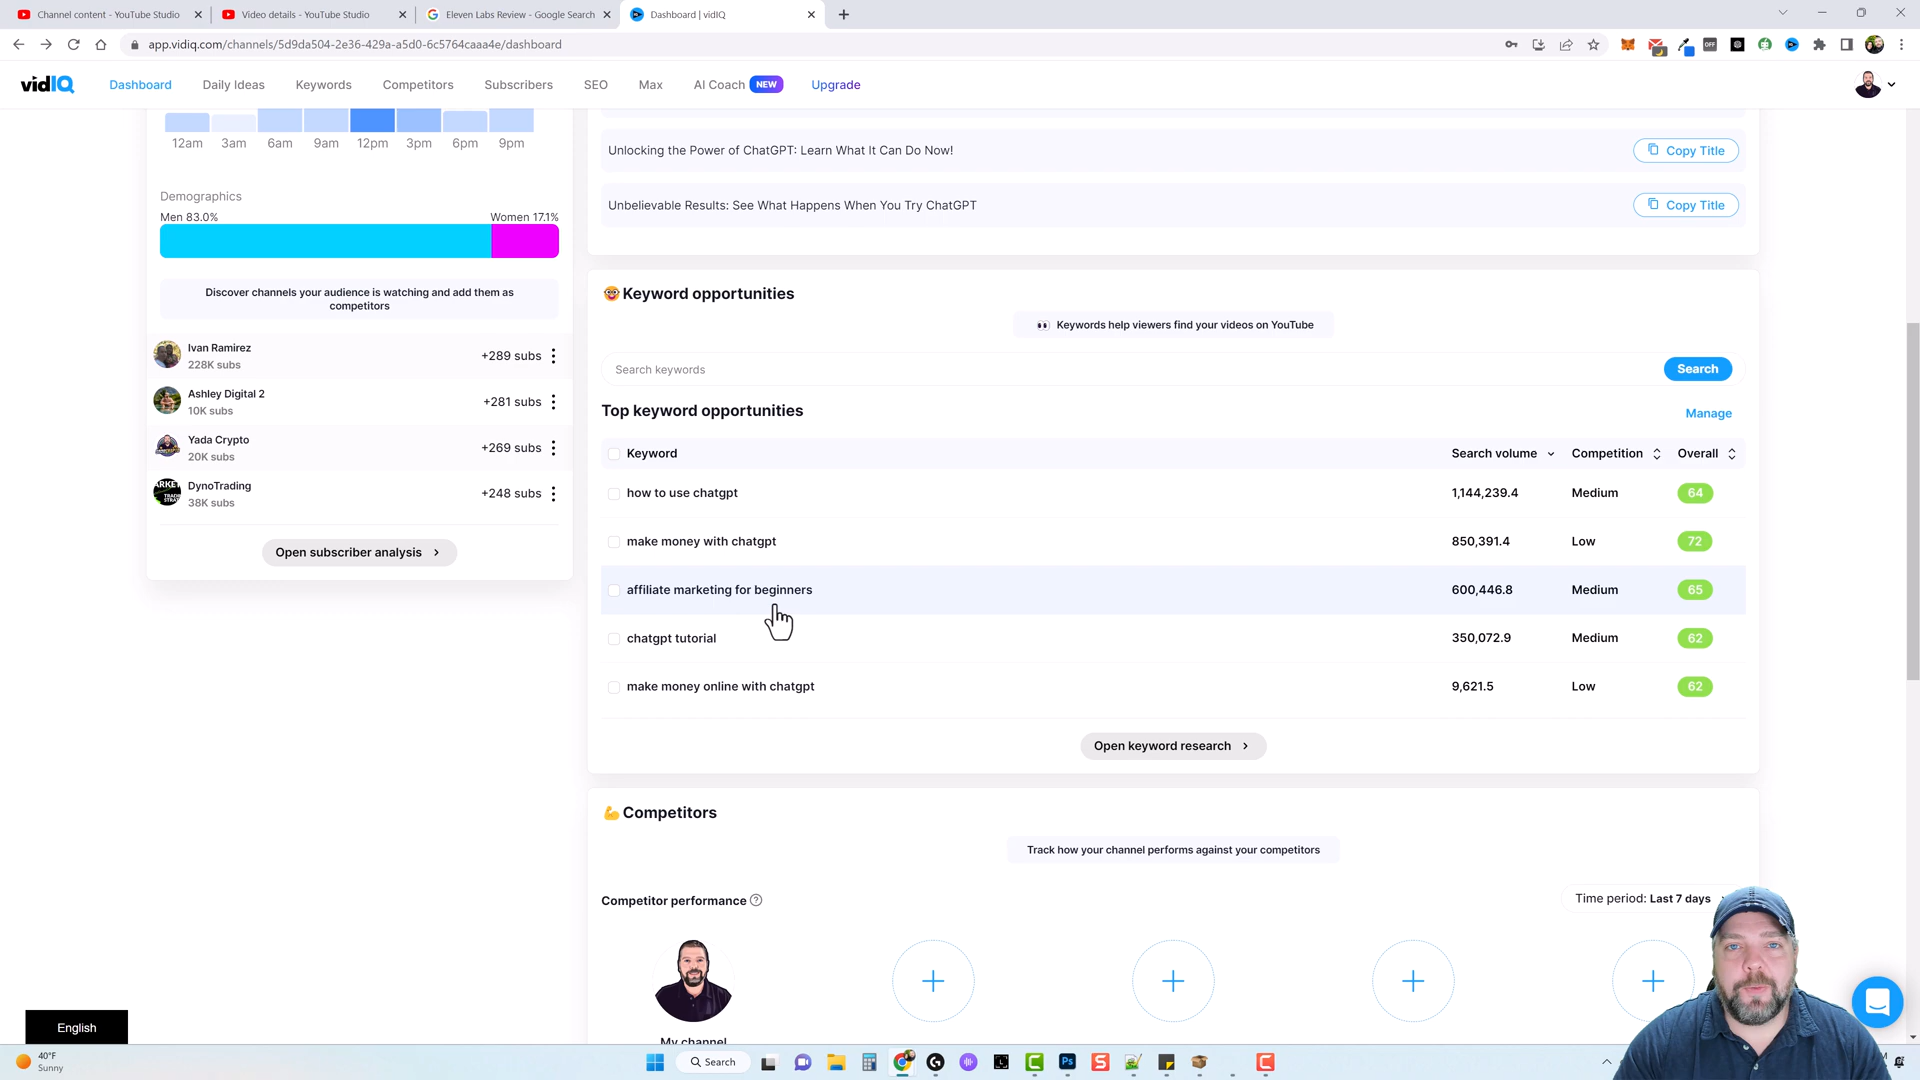 Channel content - YouTube Studio
Video details - YouTube Studio
Eleven Labs Review - Google Search
Dashboard | vidIQ
app.vidiq.com/channels/5d9da504-2e36-429a-a5d0-6c5764caaa4e/dashboard
vidIQ
Dashboard
Daily Ideas
Keywords
Competitors
Subscribers
SEO
Max
AI Coach
NEW
Upgrade
12am 3am 6am 9am 12pm 3pm 6pm 9pm
Demographics
Men 83.0% Women 17.1%
Discover channels your audience is watching and add them as
competitors
Ivan Ramirez
228K subs
+289 subs
Ashley Digital 2
10K subs
+281 subs
Yada Crypto
20K subs
+269 subs
DynoTrading
38K subs
+248 subs
Open subscriber analysis
Unlocking the Power of ChatGPT: Learn What It Can Do Now!
Copy Title
Unbelievable Results: See What Happens When You Try ChatGPT
Copy Title
Keyword opportunities
Keywords help viewers find your videos on YouTube
Search keywords
Search
Top keyword opportunities
Manage
Keyword Search volume Competition Overall
how to use chatgpt 1,144,239.4 Medium 64
make money with chatgpt 850,391.4 Low 72
affiliate marketing for beginners 600,446.8 Medium 65
chatgpt tutorial 350,072.9 Medium 62
make money online with chatgpt 9,621.5 Low 62
Open keyword research
Competitors
Track how your channel performs against your competitors
Competitor performance
Time period: Last 7 days
My channel
English
40°F
Sunny
Search